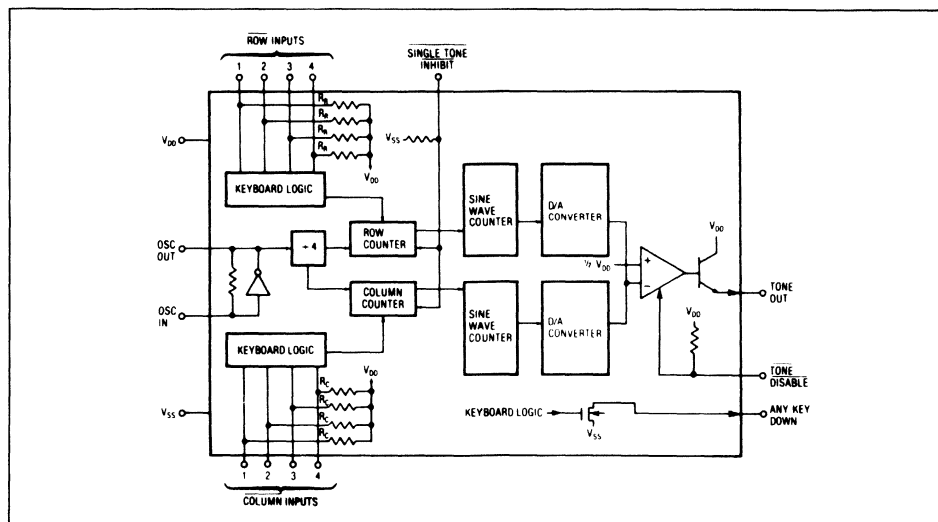 ROW INPUTS
1 2 3 4
SINGLE TONE
INHIBIT
R_R
R_R
R_R
R_R
V_DD
V_SS
V_DD
KEYBOARD LOGIC
SINE
WAVE
COUNTER
D/A
CONVERTER
ROW
COUNTER
OSC
OUT
÷ 4
V_DD
1/2 V_DD
+
−
TONE
OUT
COLUMN
COUNTER
SINE
WAVE
COUNTER
D/A
CONVERTER
OSC
IN
V_DD
KEYBOARD LOGIC
TONE
DISABLE
V_DD
R_C
R_C
R_C
R_C
V_SS
KEYBOARD LOGIC
V_SS
ANY KEY
DOWN
1 2 3 4
COLUMN INPUTS